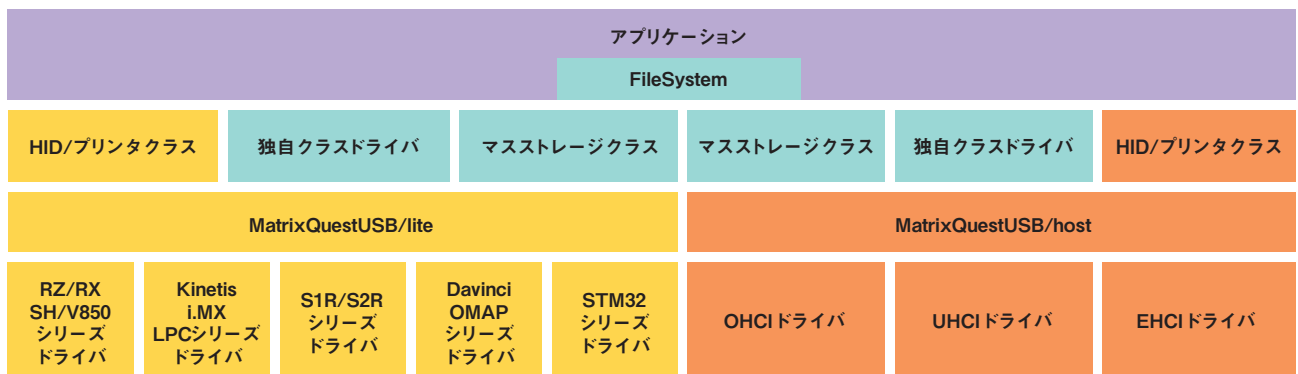 アプリケーション
FileSystem
HID/プリンタクラス
独自クラスドライバ
マスストレージクラス
マスストレージクラス
独自クラスドライバ
HID/プリンタクラス
MatrixQuestUSB/lite
MatrixQuestUSB/host
RZ/RX
SH/V850
シリーズ
ドライバ
Kinetis
i.MX
LPCシリーズ
ドライバ
S1R/S2R
シリーズ
ドライバ
Davinci
OMAP
シリーズ
ドライバ
STM32
シリーズ
ドライバ
OHCIドライバ
UHCIドライバ
EHCIドライバ